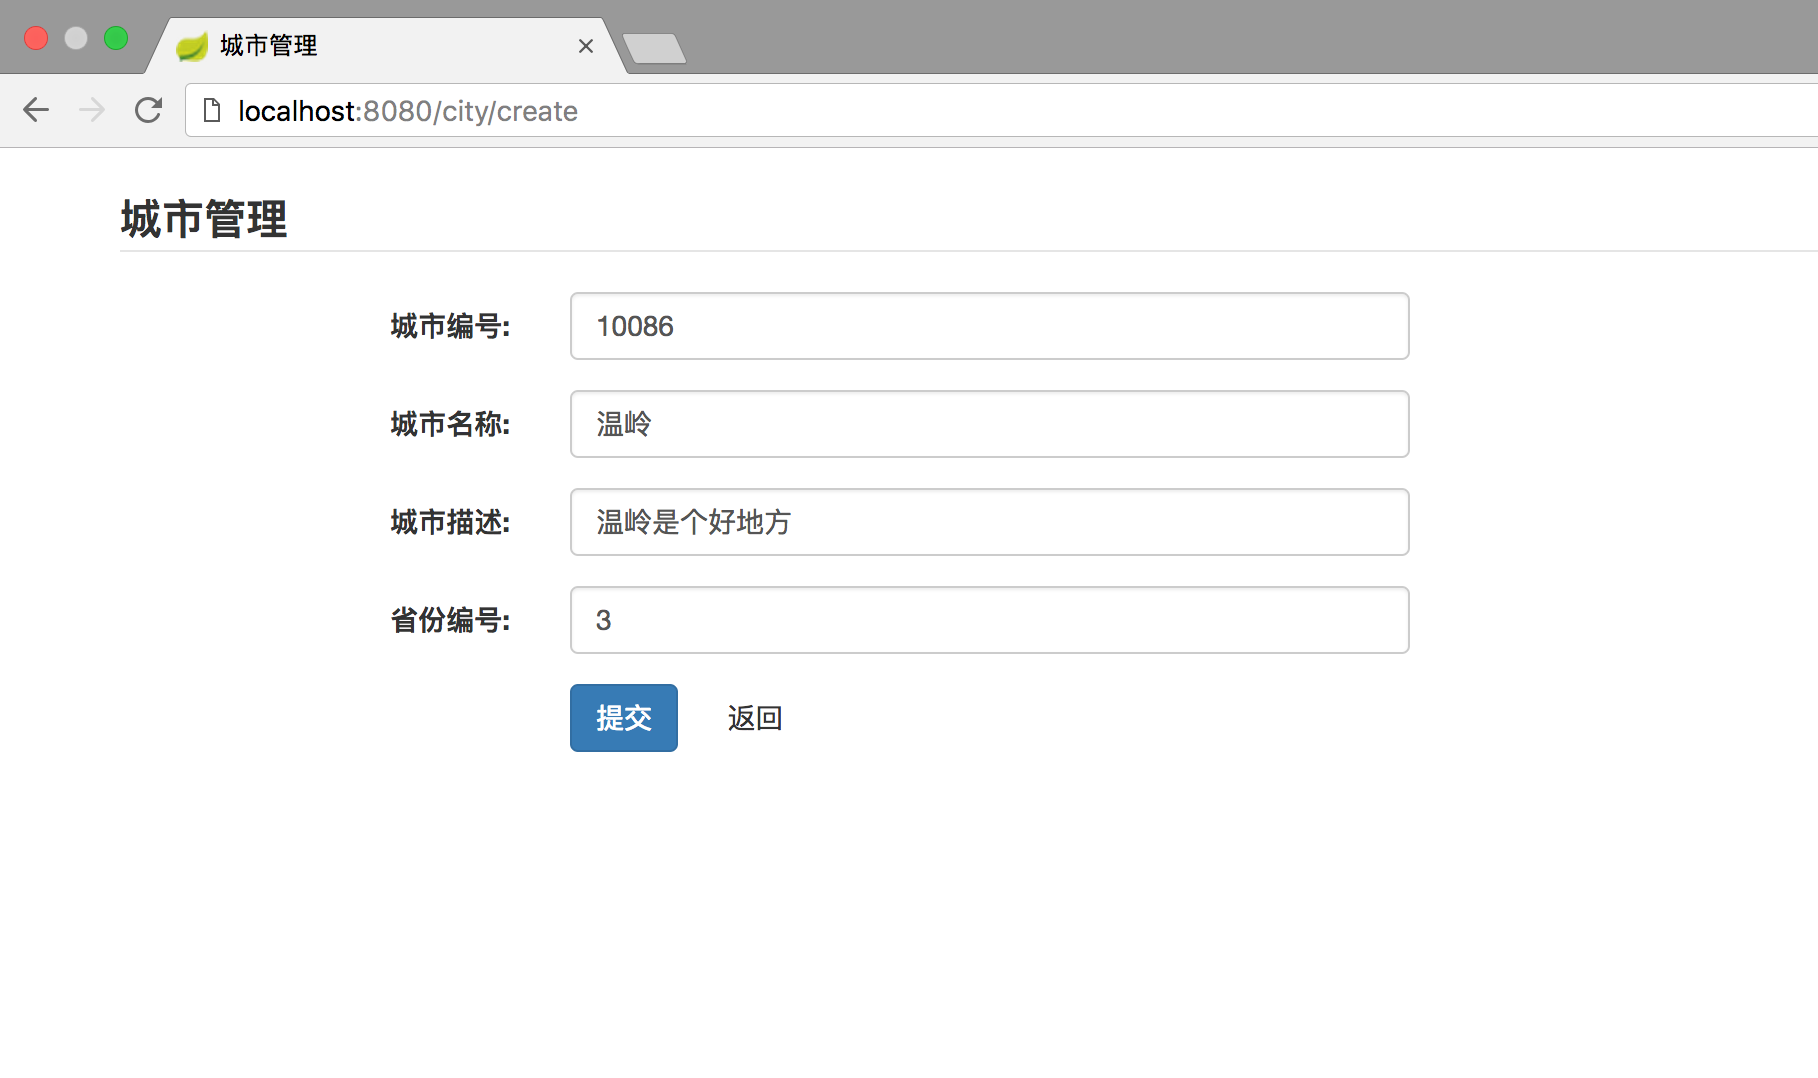 城市管理
localhost:8080/city/create
城市管理
城市编号: 10086
城市名称: 温岭
城市描述: 温岭是个好地方
省份编号: 3
提交 返回